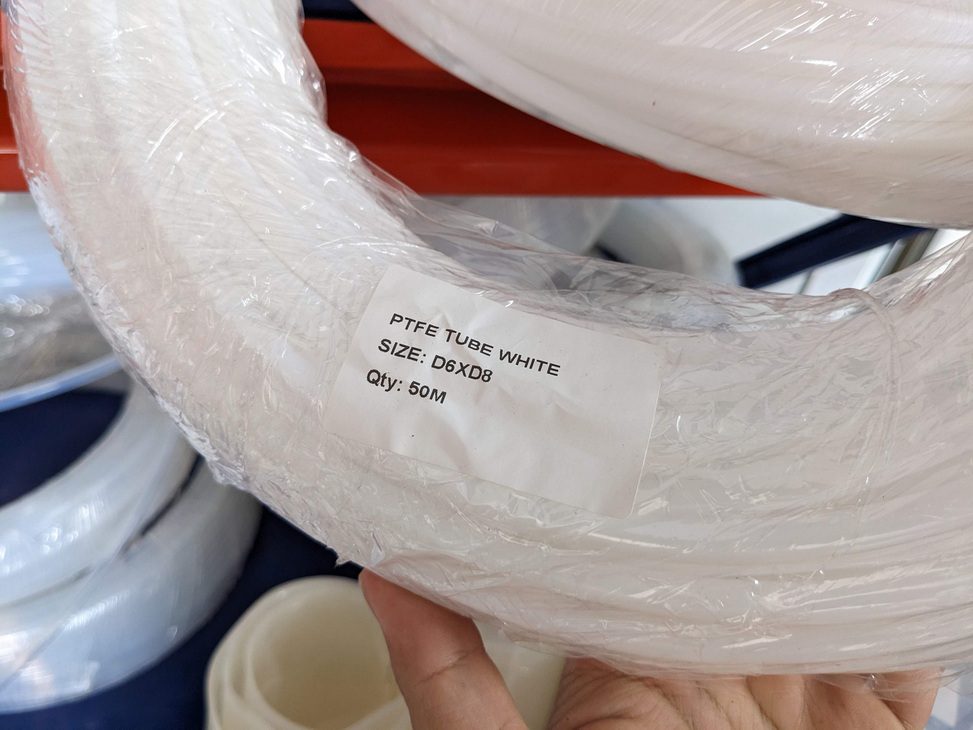 PTFE TUBE WHITE
SIZE: D6XD8
Qty: 50M